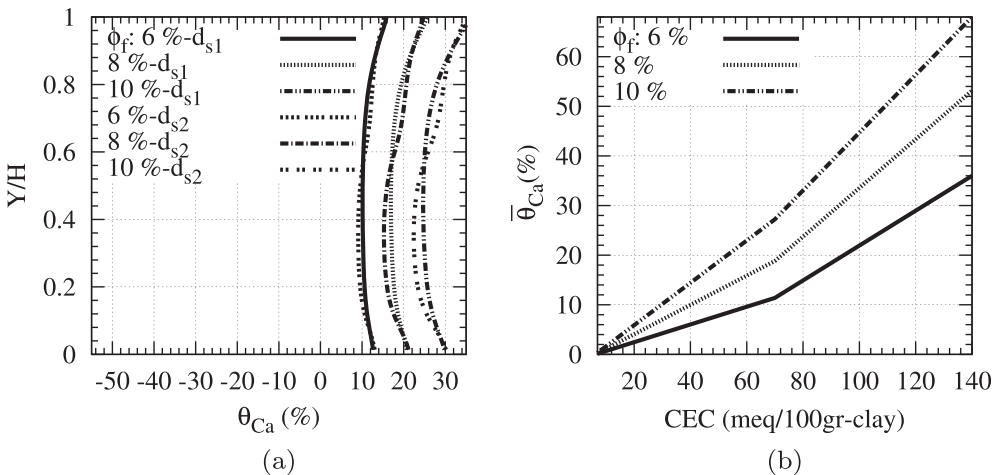 1
0.8
0.6
0.4
0.2
0
Y/H
ϕf: 6 %-ds1
8 %-ds1
10 %-ds1
6 %-ds2
8 %-ds2
10 %-ds2
-50 -40 -30 -20 -10 0 10 20 30
θCa (%)
(a)
60
50
40
30
20
10
0
θ̅Ca(%)
ϕf: 6 %
8 %
10 %
20 40 60 80 100 120 140
CEC (meq/100gr-clay)
(b)